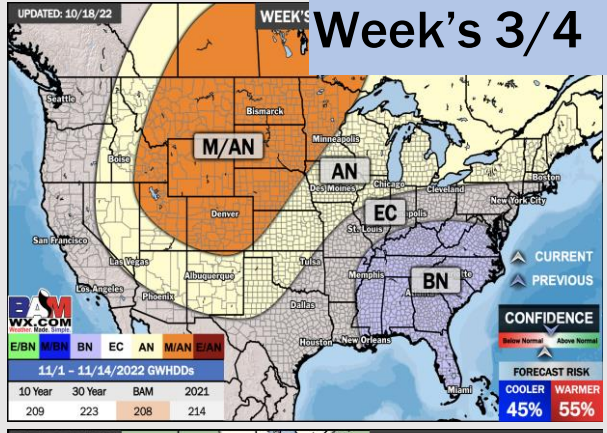 UPDATED: 10/18/22
WEEK'S
Week's 3/4
Seattle
Bismarck
Minneapolis
M/AN
Boise
AN
Boston
Des Moines
Chicago
Cleveland
New York City
Denver
EC
polis
San Francisco
St. Louis
CURRENT
Las Vegas
Tulsa
Albuquerque
Memphis
BN
te
PREVIOUS
Los Angeles
Phoenix
Atlanta
Dallas
BAM
WX.COM
Weather. Made. Simple.
CONFIDENCE
Below Normal
Above Normal
Houston
New Orleans
E/BN
M/BN
BN
EC
AN
M/AN
E/AN
11/1 – 11/14/2022 GWHDDs
FORECAST RISK
10 Year
30 Year
BAM
2021
Miami
COOLER
WARMER
209
223
208
214
45%
55%